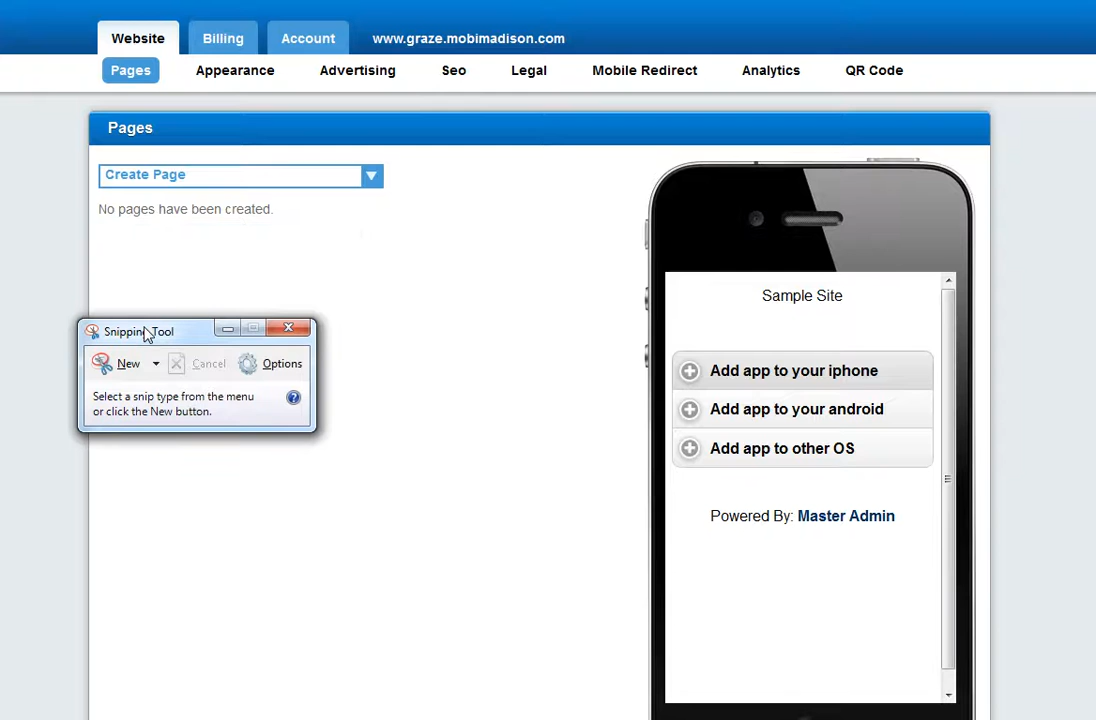 Website Billing Account www.graze.mobimadison.com
Pages Appearance Advertising Seo Legal Mobile Redirect Analytics QR Code
Pages
Create Page
No pages have been created.
Snipping Tool
New Cancel Options
Select a snip type from the menu
or click the New button.
Sample Site
Add app to your iphone
Add app to your android
Add app to other OS
Powered By: Master Admin